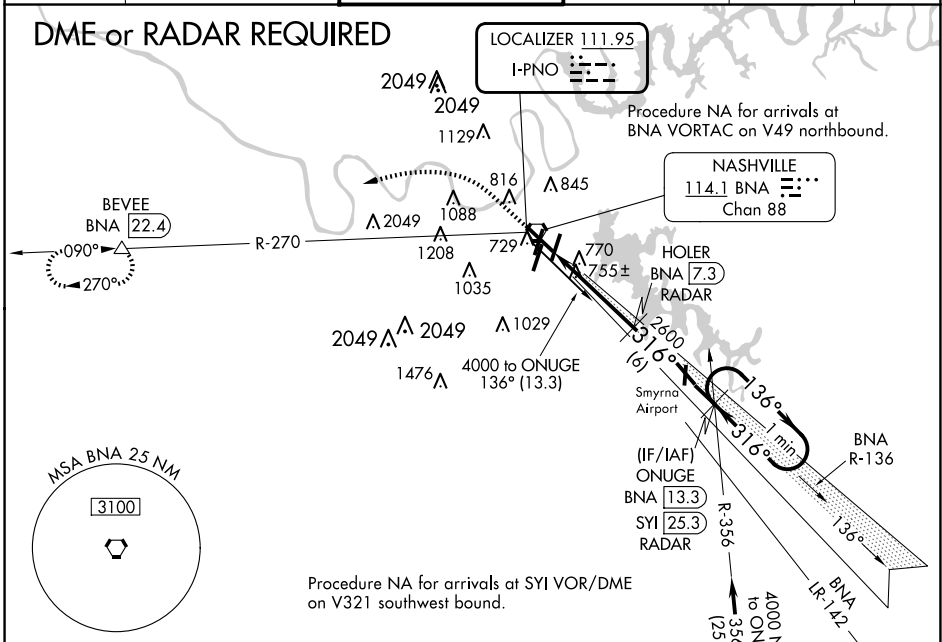 DME or RADAR REQUIRED
LOCALIZER 111.95
I-PNO
2049
2049
1129
Procedure NA for arrivals at
BNA VORTAC on V49 northbound.
NASHVILLE
114.1 BNA
Chan 88
816
845
1088
BEVEE
BNA 22.4
2049
090°
R-270
1208
729
770
755±
HOLER
BNA 7.3
RADAR
270°
1035
2049
2049
1029
2600
316°
(6)
4000 to ONUGE
136° (13.3)
1476
Smyrna
Airport
136°
1 min
316°
BNA
R-136
MSA BNA 25 NM
3100
(IF/IAF)
ONUGE
BNA 13.3
SYI 25.3
RADAR
R-356
136°
BNA
LR-142
Procedure NA for arrivals at SYI VOR/DME
on V321 southwest bound.
4000
to ON
356